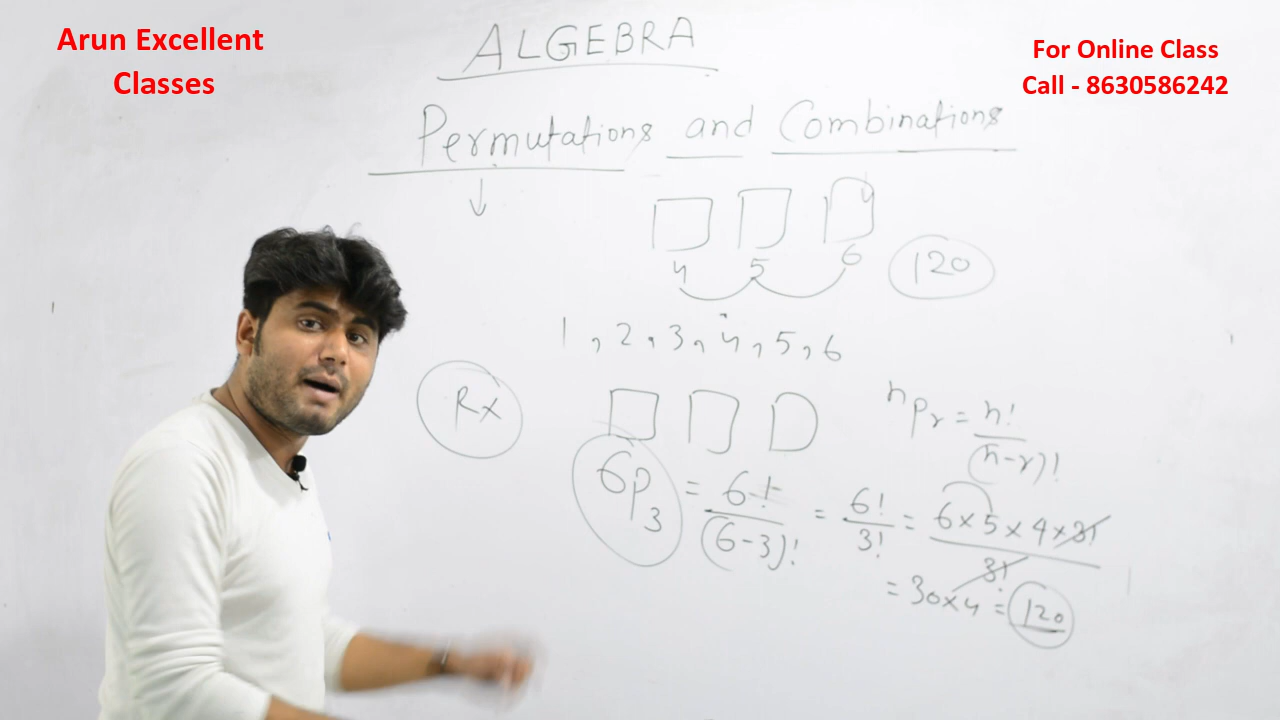 Arun Excellent
Classes
For Online Class
Call - 8630586242
ALGEBRA
Permutations and Combinations
4 5 6
120
1, 2, 3, 4, 5, 6
Rx
nPr = n! / (n-r)!
6P3 = 6! / (6-3)! = 6! / 3! = 6×5×4×3! / 3!
= 30×4 = 120